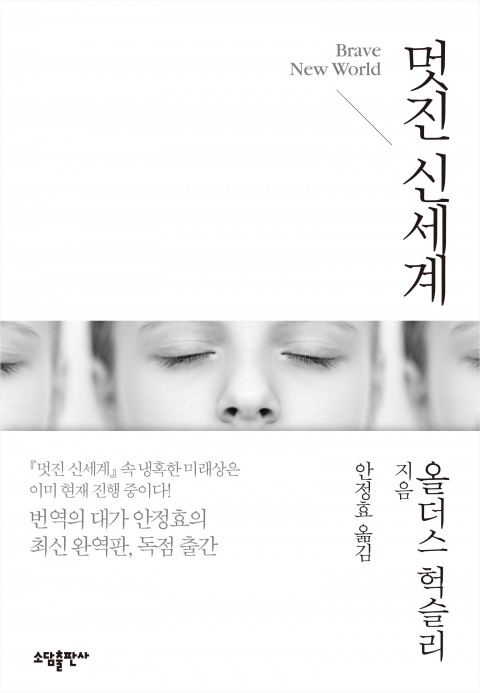 Brave
New World
멋진 신세계
『멋진 신세계』 속 냉혹한 미래상은
이미 현재 진행 중이다!
번역의 대가 안정효의
최신 완역판, 독점 출간
올더스 헉슬리
지음
안정효 옮김
소담출판사